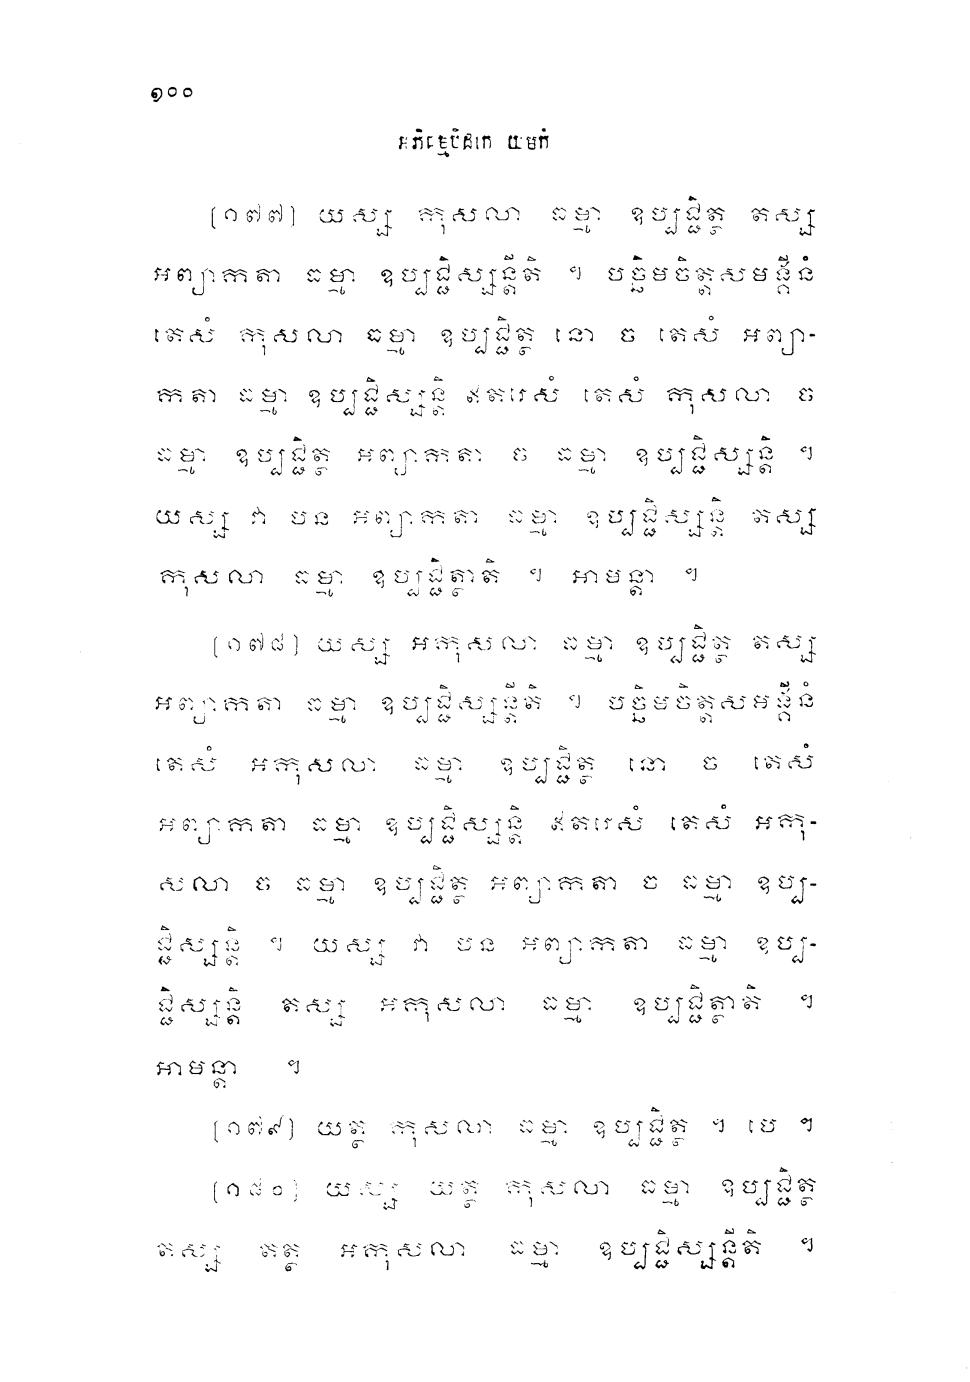 ១០០
អភិធម្មបិដកេ យមកំ
[១៧៧] យស្ស កុសលា ធម្មា ឧប្បជ្ជិត្ថ តស្ស
អព្យាកតា ធម្មា ឧប្បជ្ជិស្សន្តីតិ ។ បច្ឆិមចិត្តសមង្គីនំ
តេសំ កុសលា ធម្មា ឧប្បជ្ជិត្ថ នោ ច តេសំ អព្យា-
កតា ធម្មា ឧប្បជ្ជិស្សន្តិ ឥតរេសំ តេសំ កុសលា ច
ធម្មា ឧប្បជ្ជិត្ថ អព្យាកតា ច ធម្មា ឧប្បជ្ជិស្សន្តិ ។
យស្ស វា បន អព្យាកតា ធម្មា ឧប្បជ្ជិស្សន្តិ តស្ស
កុសលា ធម្មា ឧប្បជ្ជិត្ថាតិ ។ អាមន្តា ។
[១៧៨] យស្ស អកុសលា ធម្មា ឧប្បជ្ជិត្ថ តស្ស
អព្យាកតា ធម្មា ឧប្បជ្ជិស្សន្តីតិ ។ បច្ឆិមចិត្តសមង្គីនំ
តេសំ អកុសលា ធម្មា ឧប្បជ្ជិត្ថ នោ ច តេសំ
អព្យាកតា ធម្មា ឧប្បជ្ជិស្សន្តិ ឥតរេសំ តេសំ អកុ-
សលា ច ធម្មា ឧប្បជ្ជិត្ថ អព្យាកតា ច ធម្មា ឧប្ប-
ជ្ជិស្សន្តិ ។ យស្ស វា បន អព្យាកតា ធម្មា ឧប្ប-
ជ្ជិស្សន្តិ តស្ស អកុសលា ធម្មា ឧប្បជ្ជិត្ថាតិ ។
អាមន្តា ។
[១៧៩] យត្ថ កុសលា ធម្មា ឧប្បជ្ជិត្ថ ។ បេ ។
[១៨០] យស្ស យត្ថ កុសលា ធម្មា ឧប្បជ្ជិត្ថ
តស្ស តត្ថ អកុសលា ធម្មា ឧប្បជ្ជិស្សន្តីតិ ។